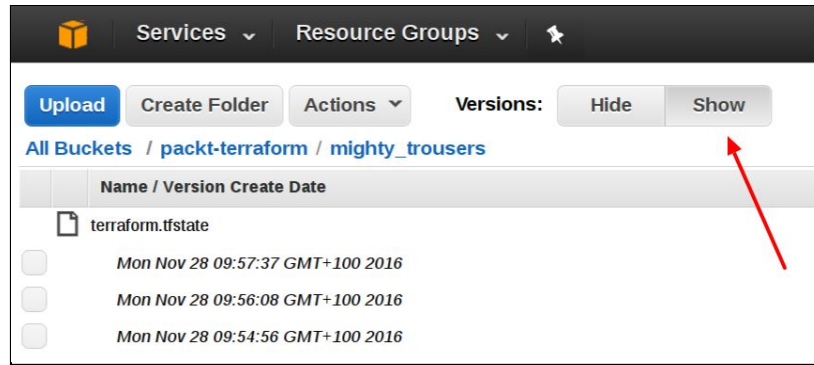 Services Resource Groups
Upload Create Folder Actions Versions: Hide Show
All Buckets / packt-terraform / mighty_trousers
Name / Version Create Date
terraform.tfstate
Mon Nov 28 09:57:37 GMT+100 2016
Mon Nov 28 09:56:08 GMT+100 2016
Mon Nov 28 09:54:56 GMT+100 2016